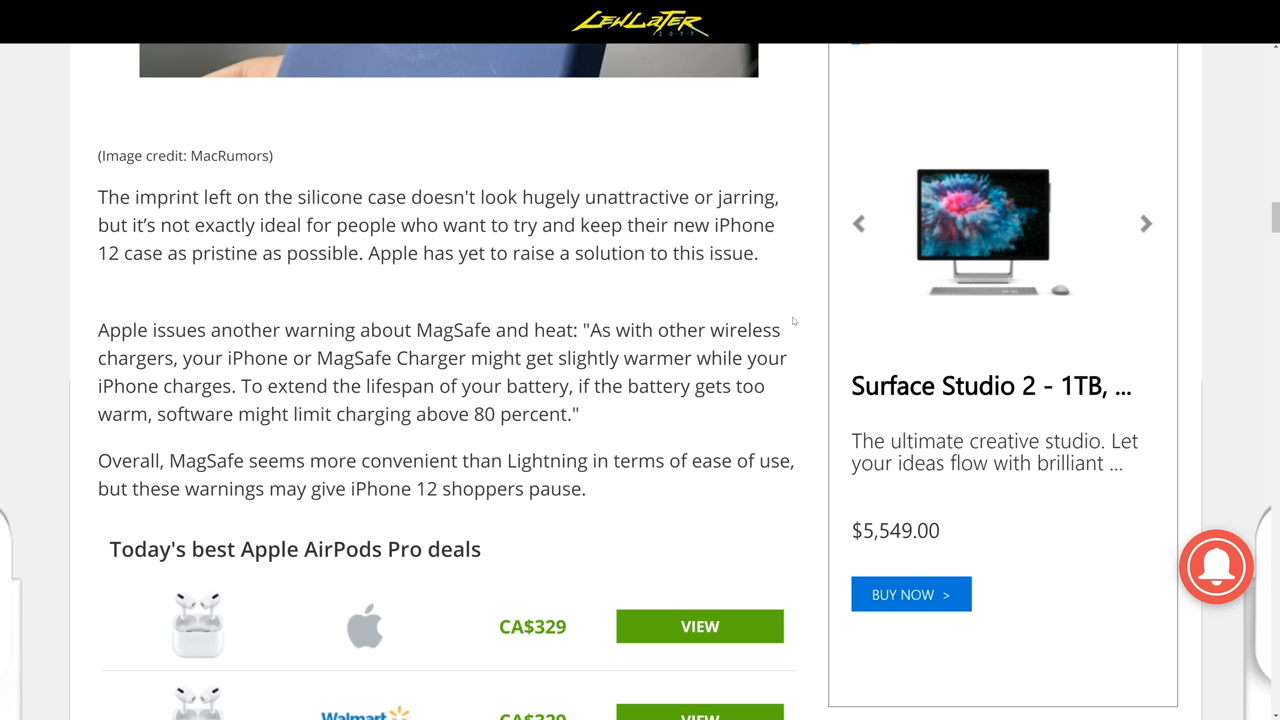 LEWLATER
2077
(Image credit: MacRumors)
The imprint left on the silicone case doesn't look hugely unattractive or jarring,
but it’s not exactly ideal for people who want to try and keep their new iPhone
12 case as pristine as possible. Apple has yet to raise a solution to this issue.
Apple issues another warning about MagSafe and heat: "As with other wireless
chargers, your iPhone or MagSafe Charger might get slightly warmer while your
iPhone charges. To extend the lifespan of your battery, if the battery gets too
warm, software might limit charging above 80 percent."
Overall, MagSafe seems more convenient than Lightning in terms of ease of use,
but these warnings may give iPhone 12 shoppers pause.
Today's best Apple AirPods Pro deals
CA$329
VIEW
Walmart
CA$329
VIEW
Surface Studio 2 - 1TB, ...
The ultimate creative studio. Let
your ideas flow with brilliant ...
$5,549.00
BUY NOW >